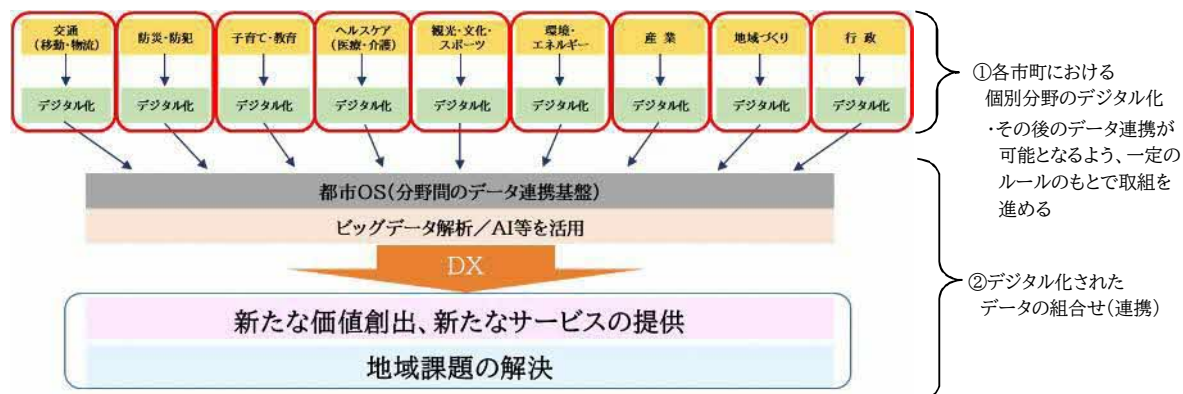 交通
(移動・物流)
防災・防犯
子育て・教育
ヘルスケア
(医療・介護)
観光・文化・
スポーツ
環境・
エネルギー
産 業
地域づくり
行 政
デジタル化
デジタル化
デジタル化
デジタル化
デジタル化
デジタル化
デジタル化
デジタル化
デジタル化
①各市町における
個別分野のデジタル化
・その後のデータ連携が
可能となるよう、一定の
ルールのもとで取組を
進める
都市OS(分野間のデータ連携基盤)
ビッグデータ解析／AI等を活用
DX
新たな価値創出、新たなサービスの提供
地域課題の解決
②デジタル化された
データの組合せ(連携)